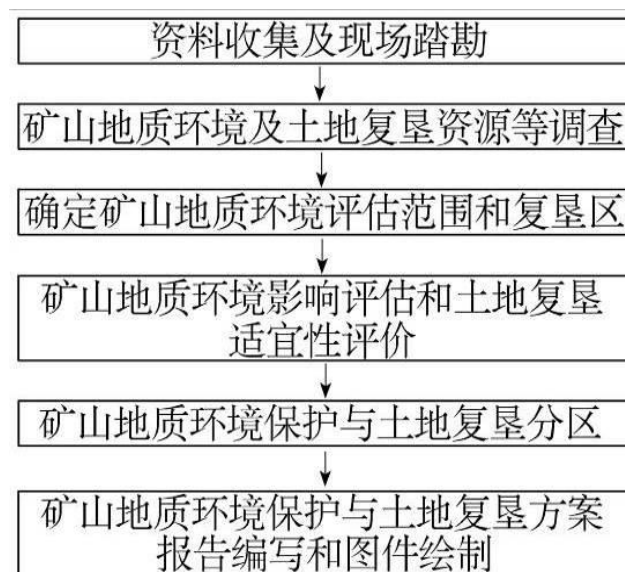 资料收集及现场踏勘
矿山地质环境及土地复垦资源等调查
确定矿山地质环境评估范围和复垦区
矿山地质环境影响评估和土地复垦
适宜性评价
矿山地质环境保护与土地复垦分区
矿山地质环境保护与土地复垦方案
报告编写和图件绘制